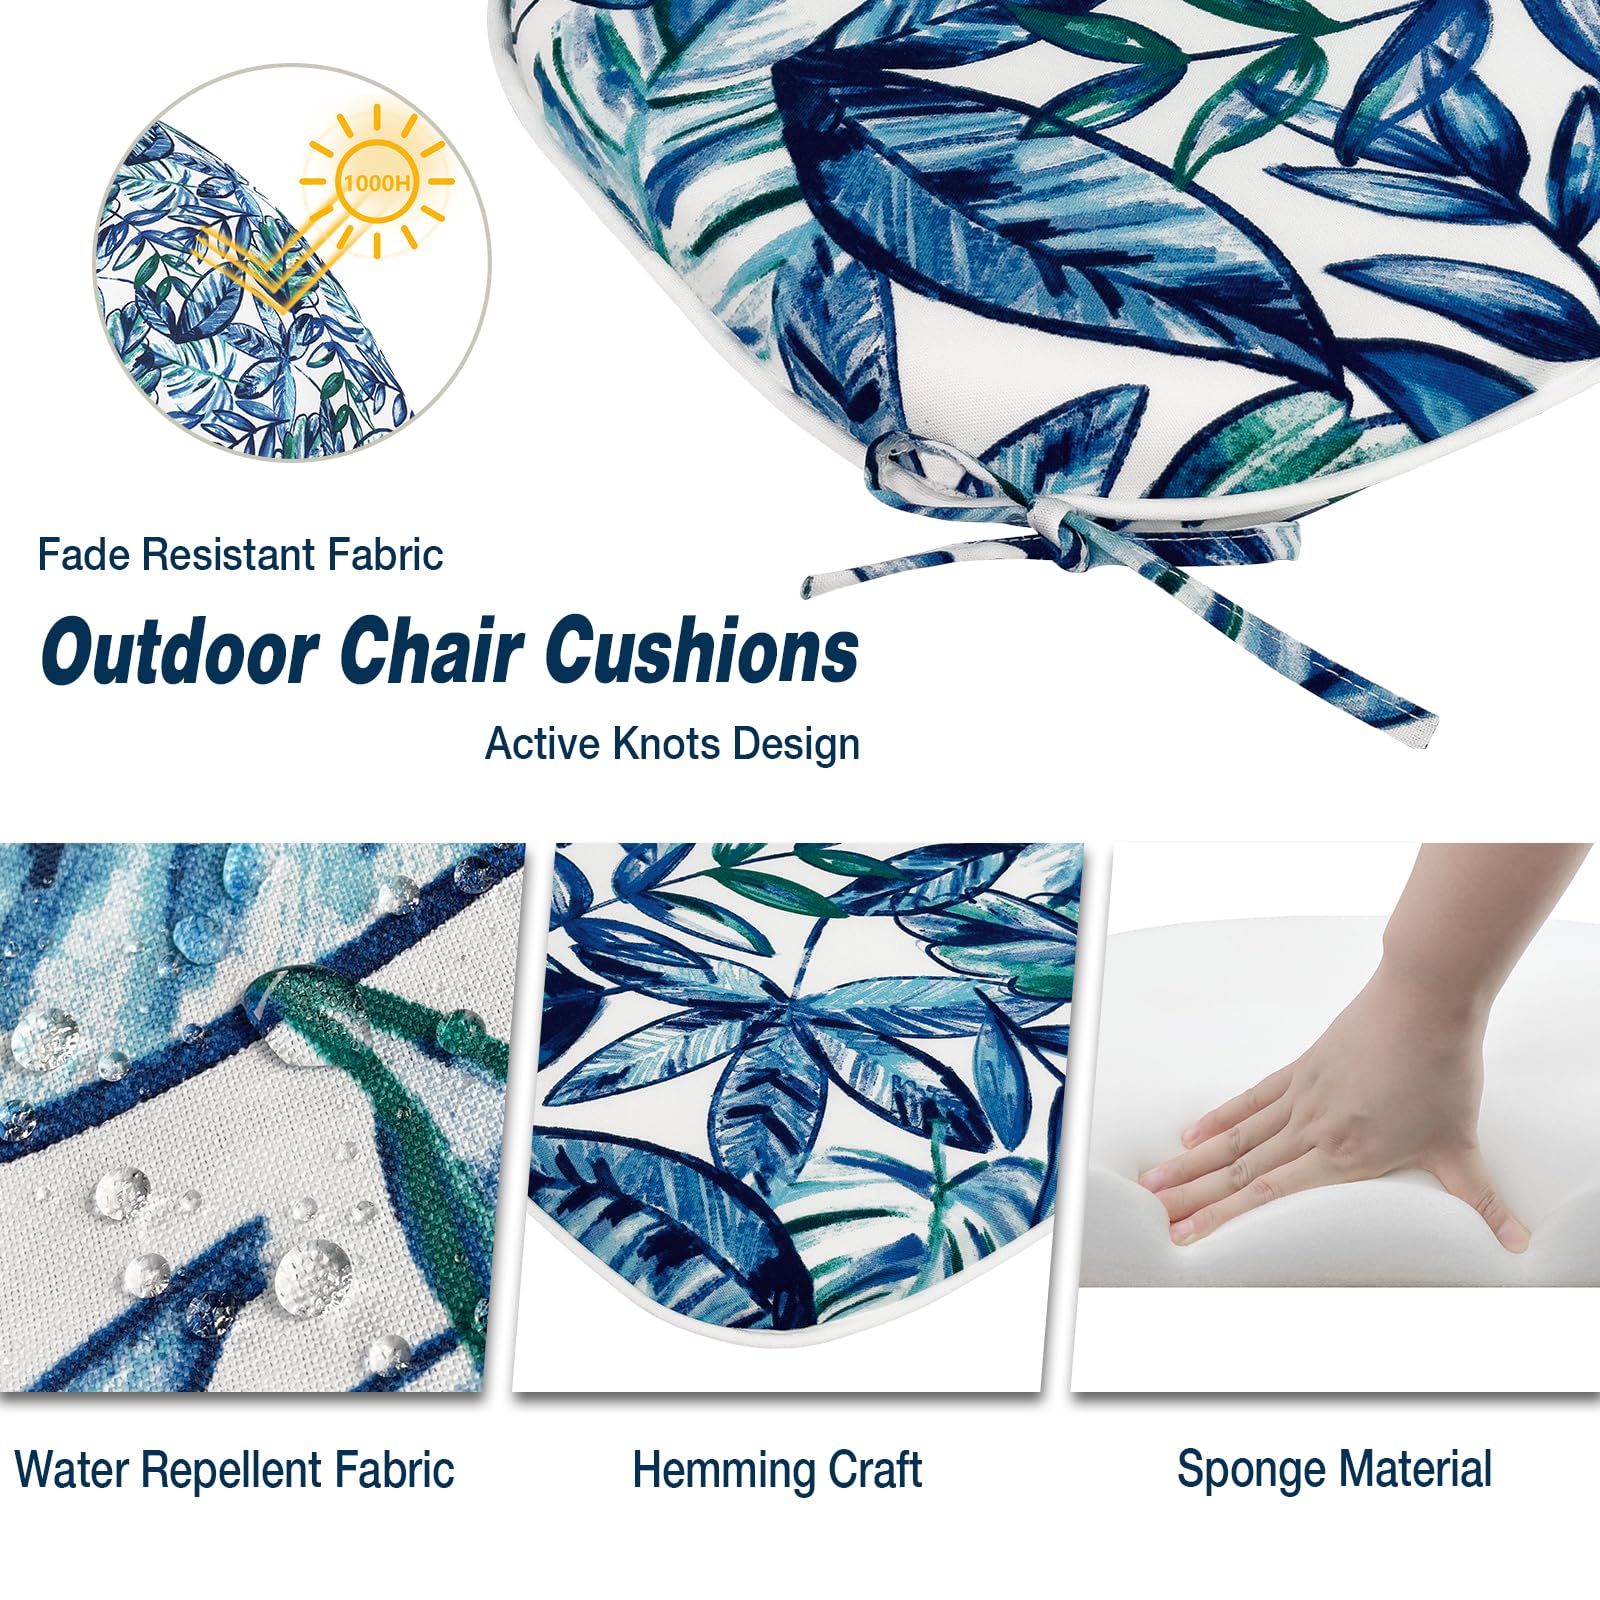 1000H
Fade Resistant Fabric
Outdoor Chair Cushions
Active Knots Design
Water Repellent Fabric
Hemming Craft
Sponge Material